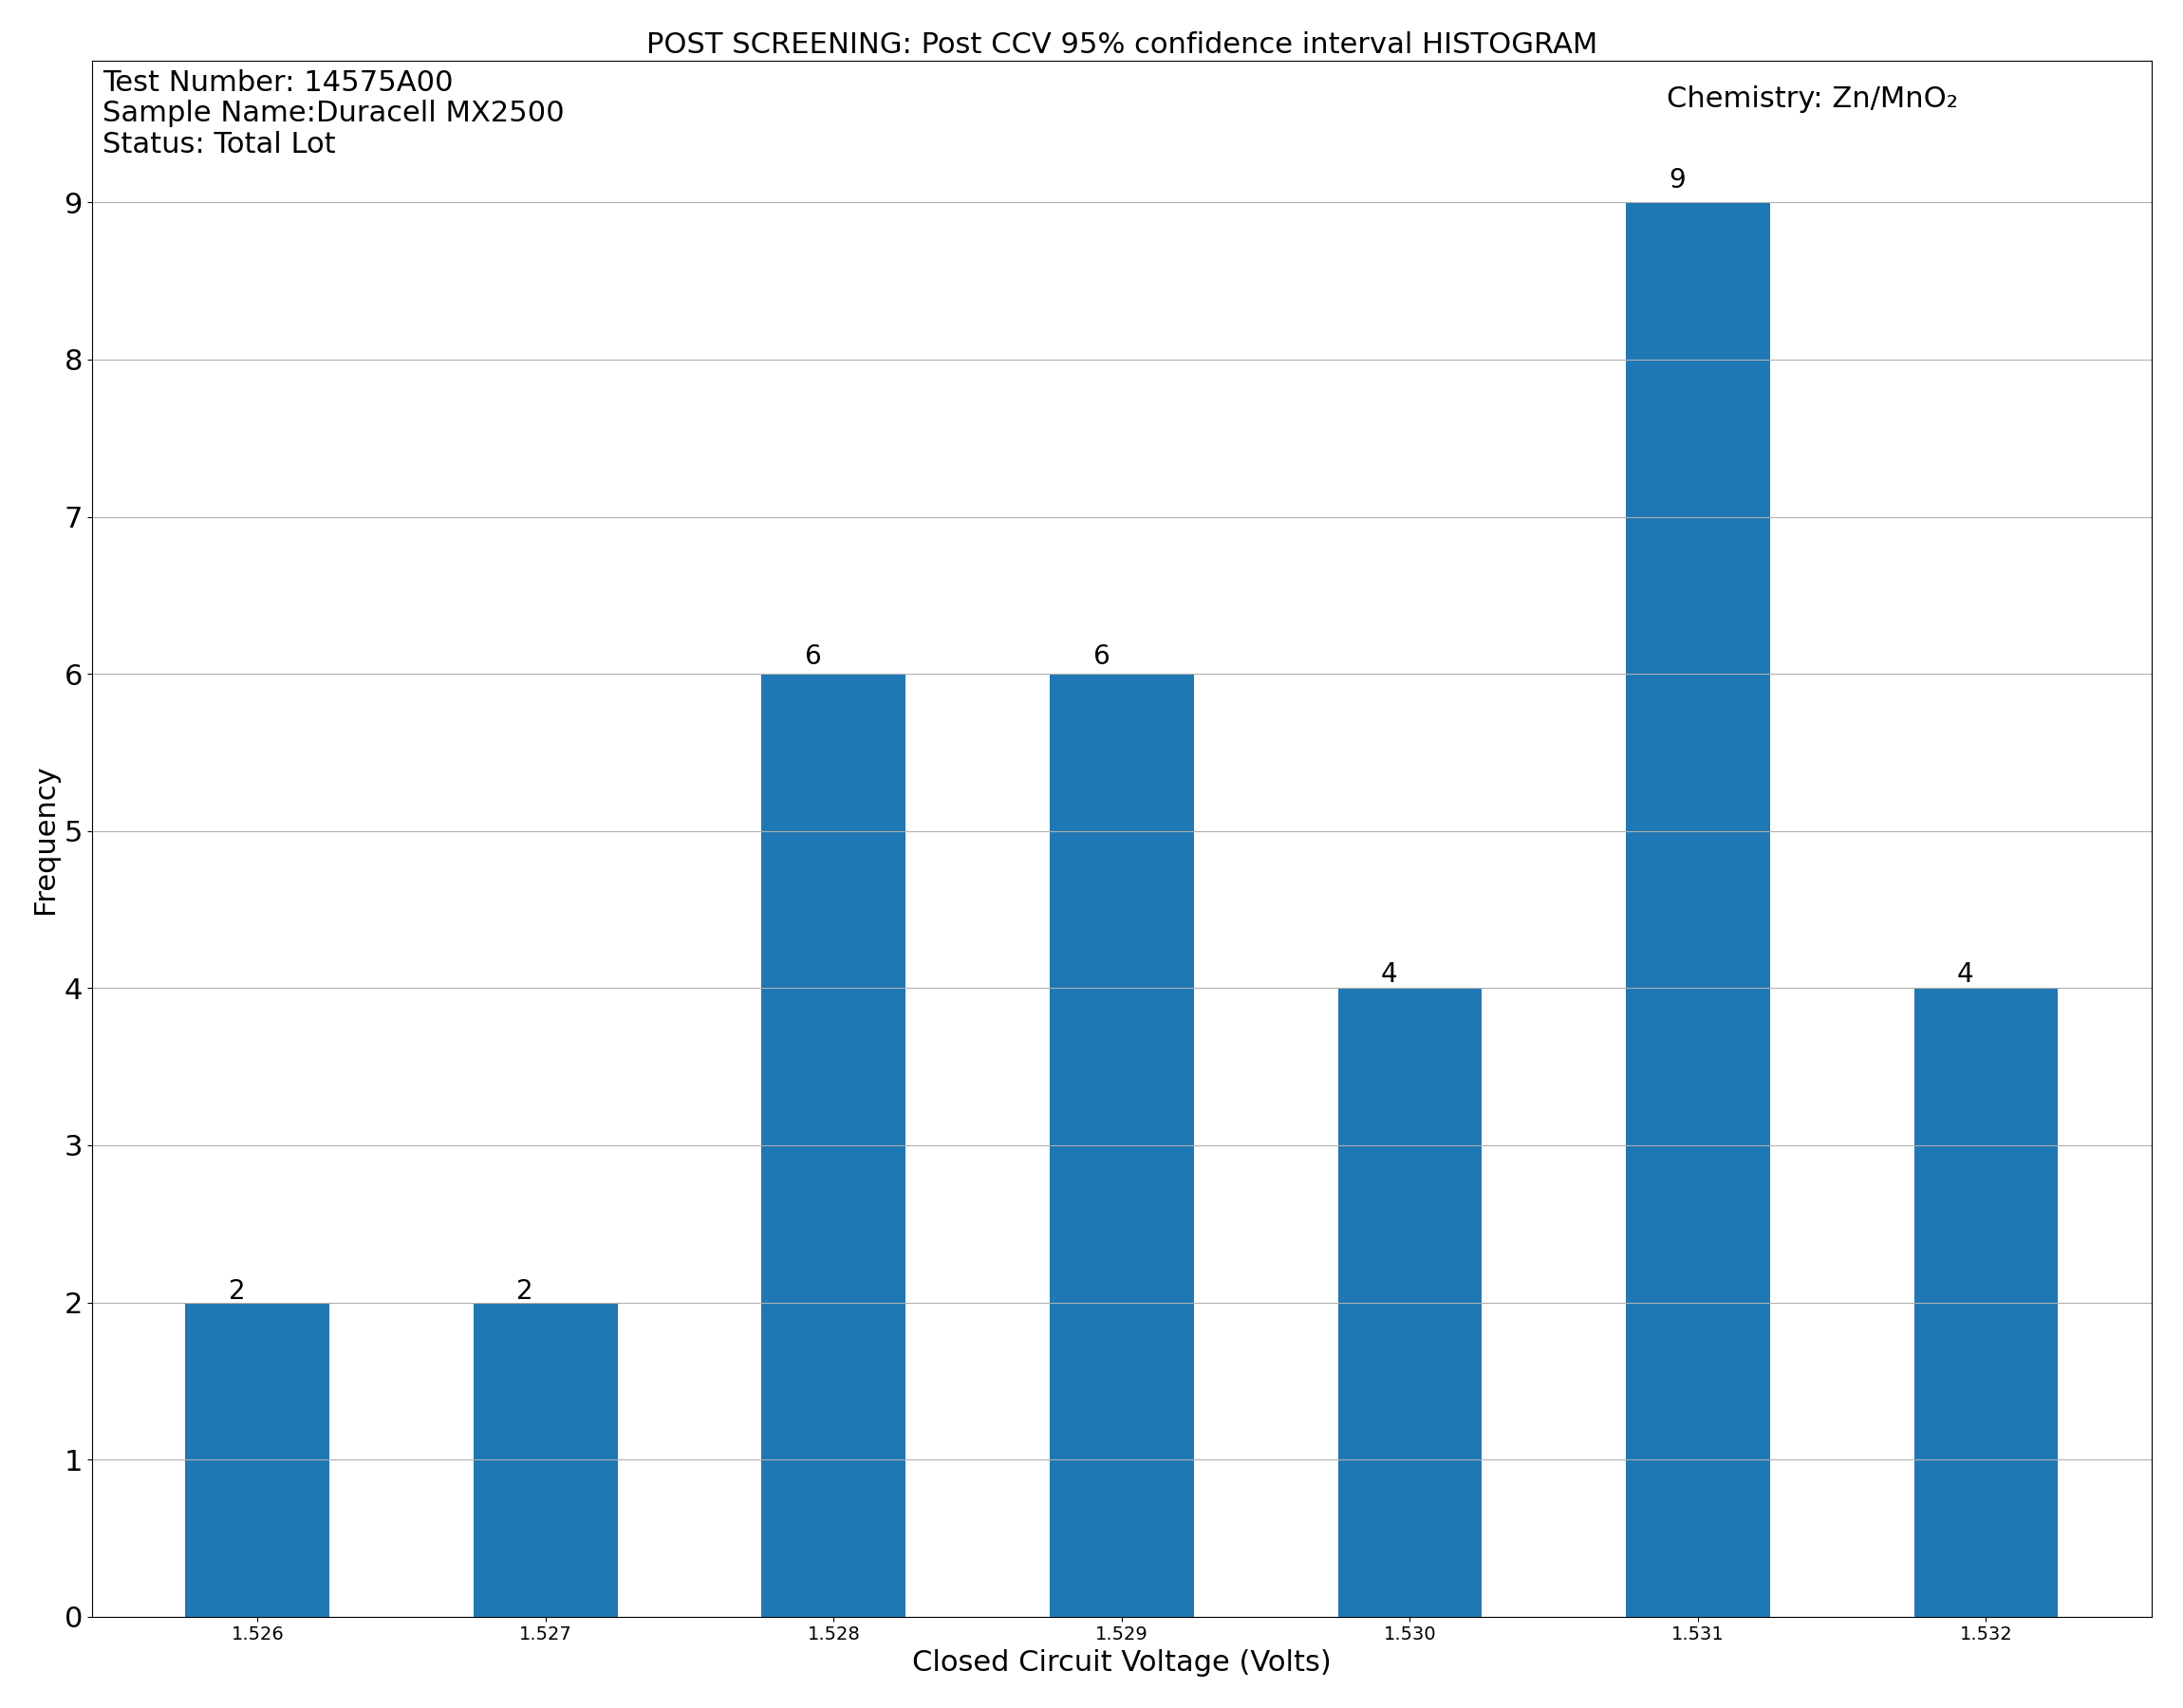 POST SCREENING: Post CCV 95% confidence interval HISTOGRAM
Test Number: 14575A00
Sample Name:Duracell MX2500
Status: Total Lot
Chemistry: Zn/MnO₂
9
9
8
7
6
6
6
Frequency
5
4
4
4
3
2
2
2
1
0
1.526 1.527 1.528 1.529 1.530 1.531 1.532
Closed Circuit Voltage (Volts)